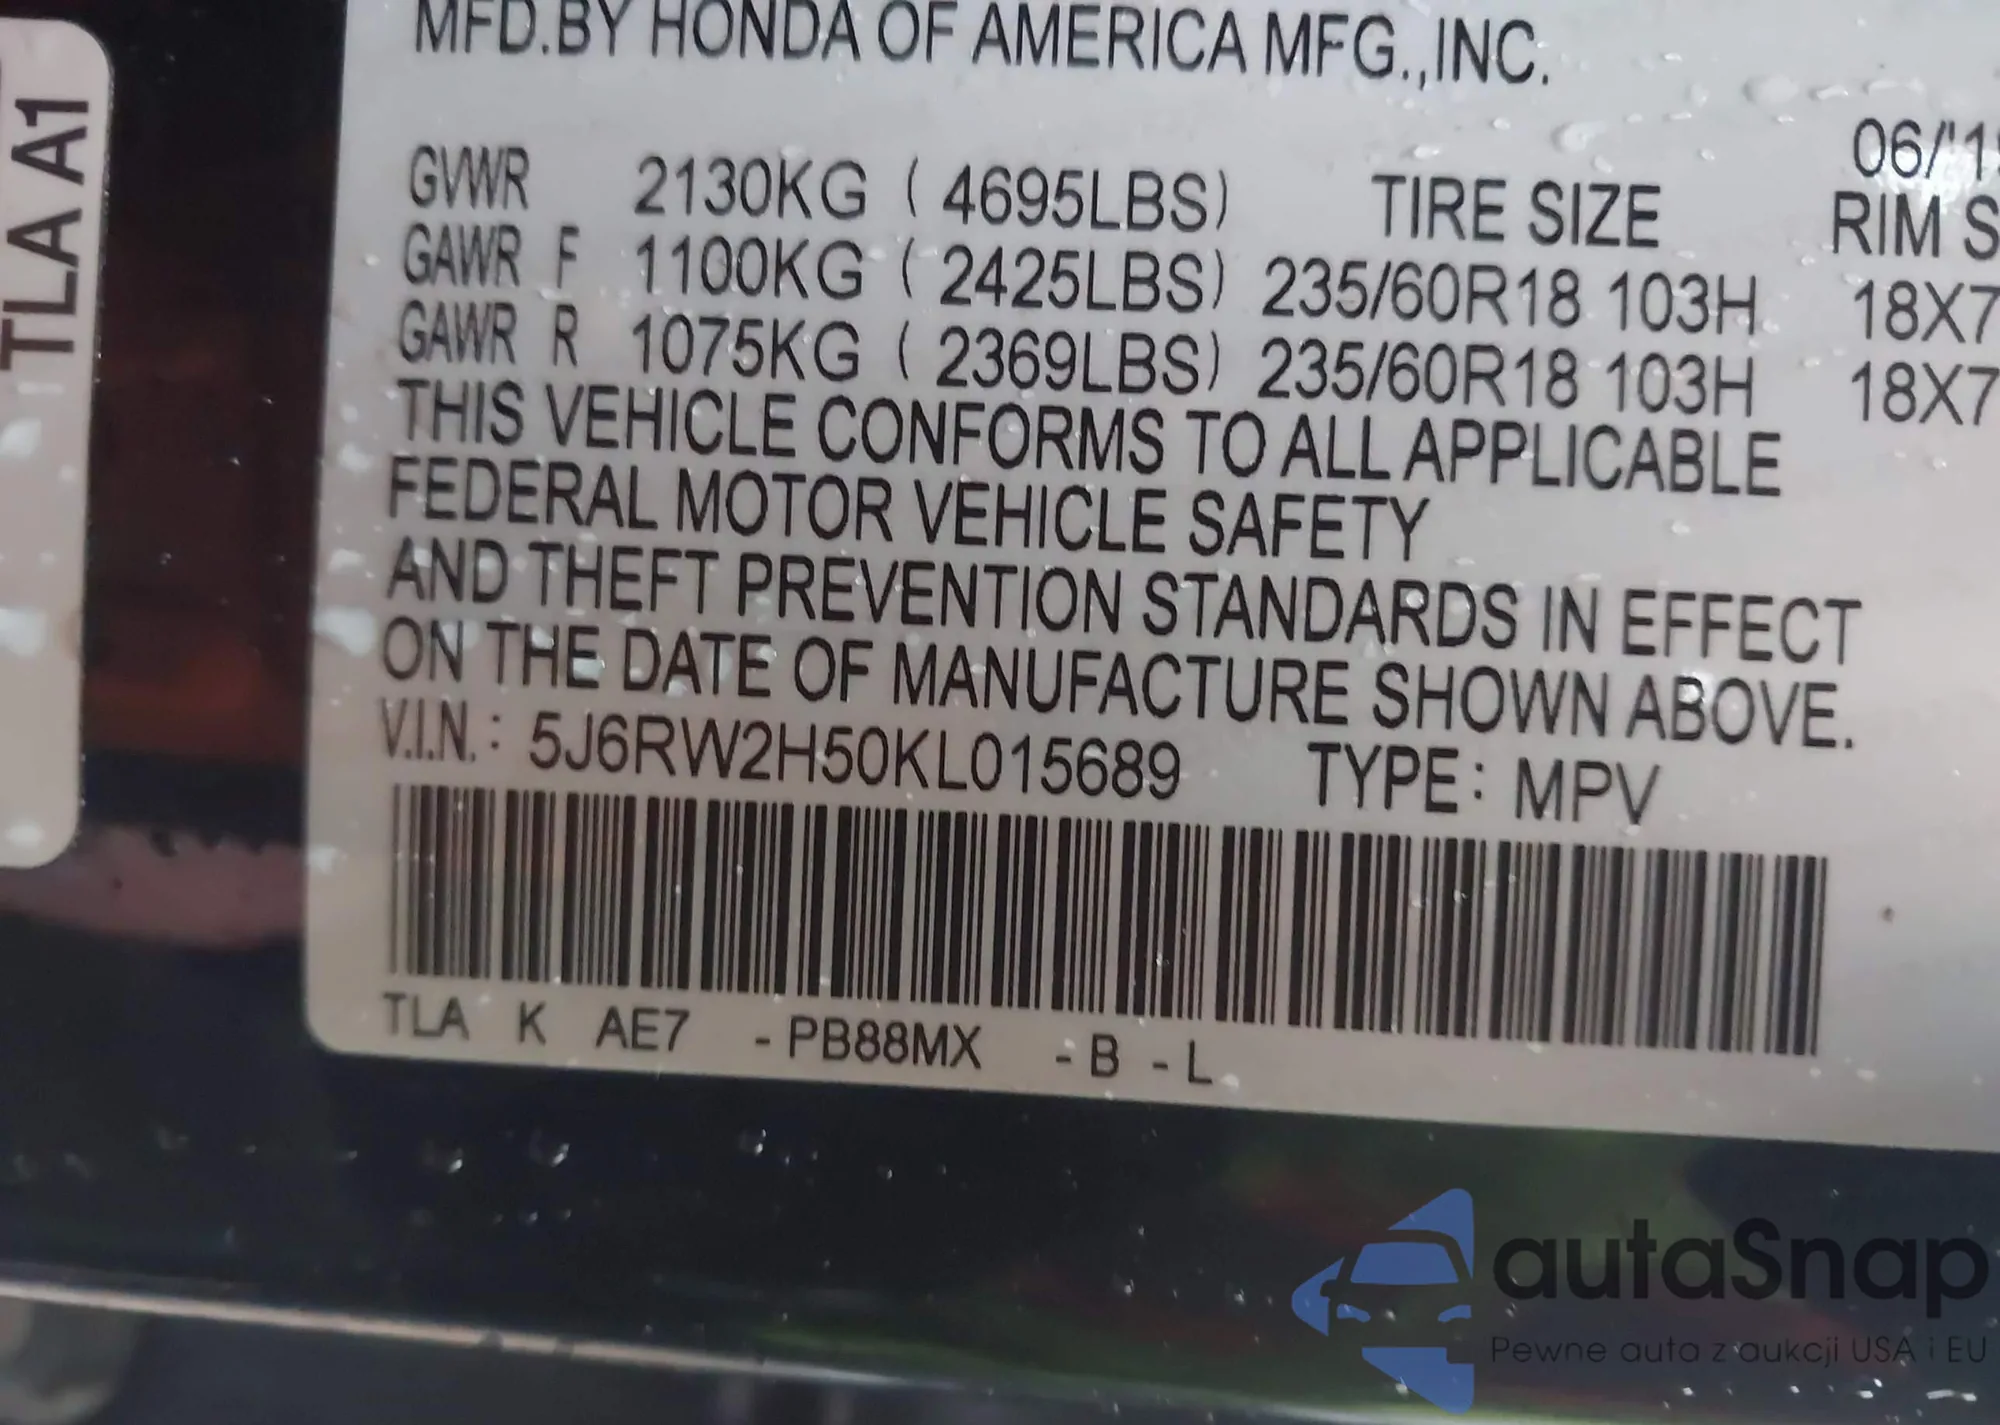 MFD.BY HONDA OF AMERICA MFG.,INC.
06/'1
GVWR 2130KG ( 4695LBS) TIRE SIZE RIM S
GAWR F 1100KG ( 2425LBS) 235/60R18 103H 18X7
GAWR R 1075KG ( 2369LBS) 235/60R18 103H 18X7
THIS VEHICLE CONFORMS TO ALL APPLICABLE
FEDERAL MOTOR VEHICLE SAFETY
AND THEFT PREVENTION STANDARDS IN EFFECT
ON THE DATE OF MANUFACTURE SHOWN ABOVE.
V.I.N.: 5J6RW2H50KL015689 TYPE: MPV
TLA K AE7 -PB88MX -B -L
TLA A1
autaSnap
Pewne auta z aukcji USA i EU